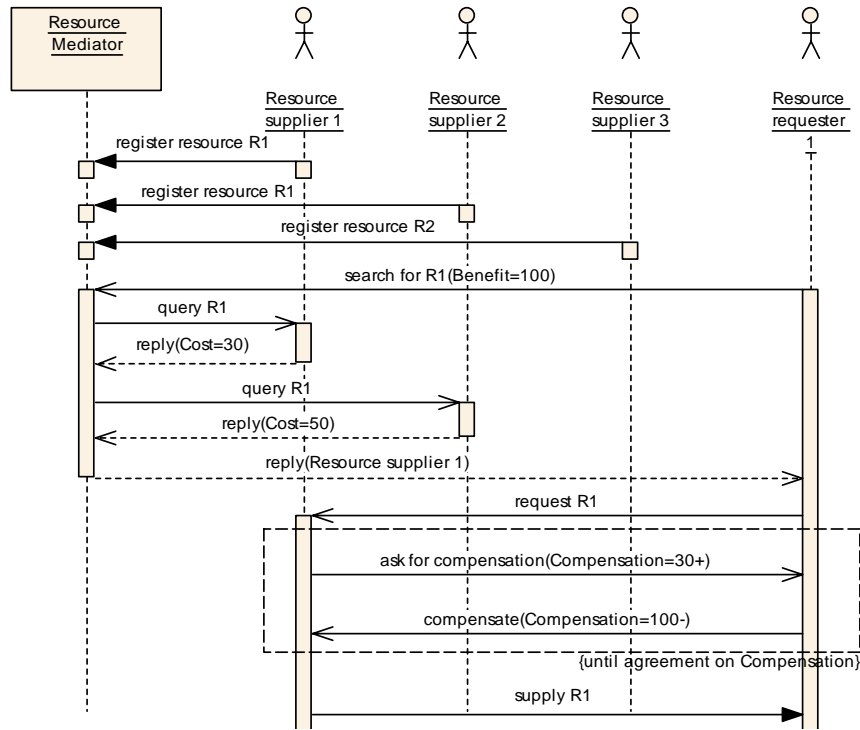 Resource
Mediator
Resource
supplier 1
Resource
supplier 2
Resource
supplier 3
Resource
requester
1
register resource R1
register resource R1
register resource R2
search for R1(Benefit=100)
query R1
reply(Cost=30)
query R1
reply(Cost=50)
reply(Resource supplier 1)
request R1
ask for compensation(Compensation=30+)
compensate(Compensation=100-)
{until agreement on Compensation}
supply R1